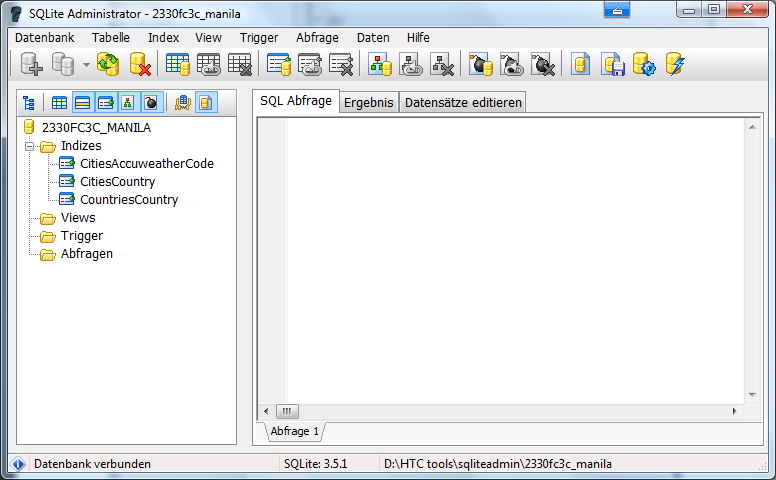 SQLite Administrator - 2330fc3c_manila
Datenbank Tabelle Index View Trigger Abfrage Daten Hilfe
SQL Abfrage Ergebnis Datensätze editieren
2330FC3C_MANILA
Indizes
CitiesAccuweatherCode
CitiesCountry
CountriesCountry
Views
Trigger
Abfragen
Abfrage 1
Datenbank verbunden SQLite: 3.5.1 D:\HTC tools\sqliteadmin\2330fc3c_manila